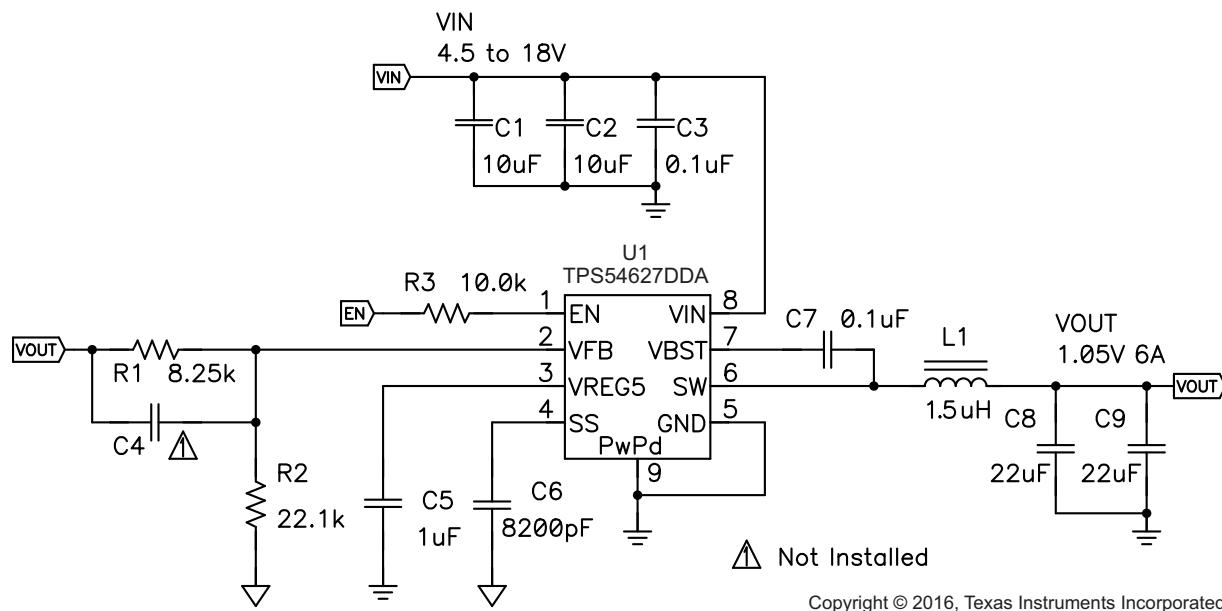 VIN
4.5 to 18V
VIN
C1
C2
C3
10uF
10uF
0.1uF
U1
TPS54627DDA
R3 10.0k
EN
1
EN
VIN
8
C7
0.1uF
VOUT
R1
8.25k
2
VFB
VBST
7
L1
VOUT
1.05V 6A
3
VREG5
SW
6
1.5uH
VOUT
C4
1
4
SS
GND
5
C8
C9
PwPd
9
22uF
22uF
R2
22.1k
C5
1uF
C6
8200pF
1 Not Installed
Copyright © 2016, Texas Instruments Incorporated